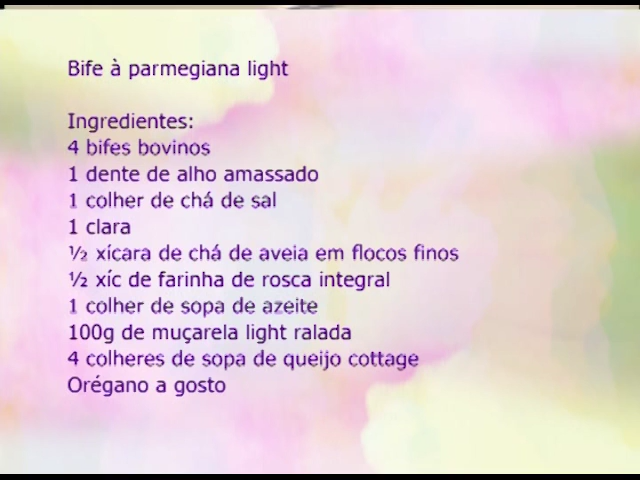 Bife à parmegiana light
Ingredientes:
4 bifes bovinos
1 dente de alho amassado
1 colher de chá de sal
1 clara
½ xícara de chá de aveia em flocos finos
½ xíc de farinha de rosca integral
1 colher de sopa de azeite
100g de muçarela light ralada
4 colheres de sopa de queijo cottage
Orégano a gosto